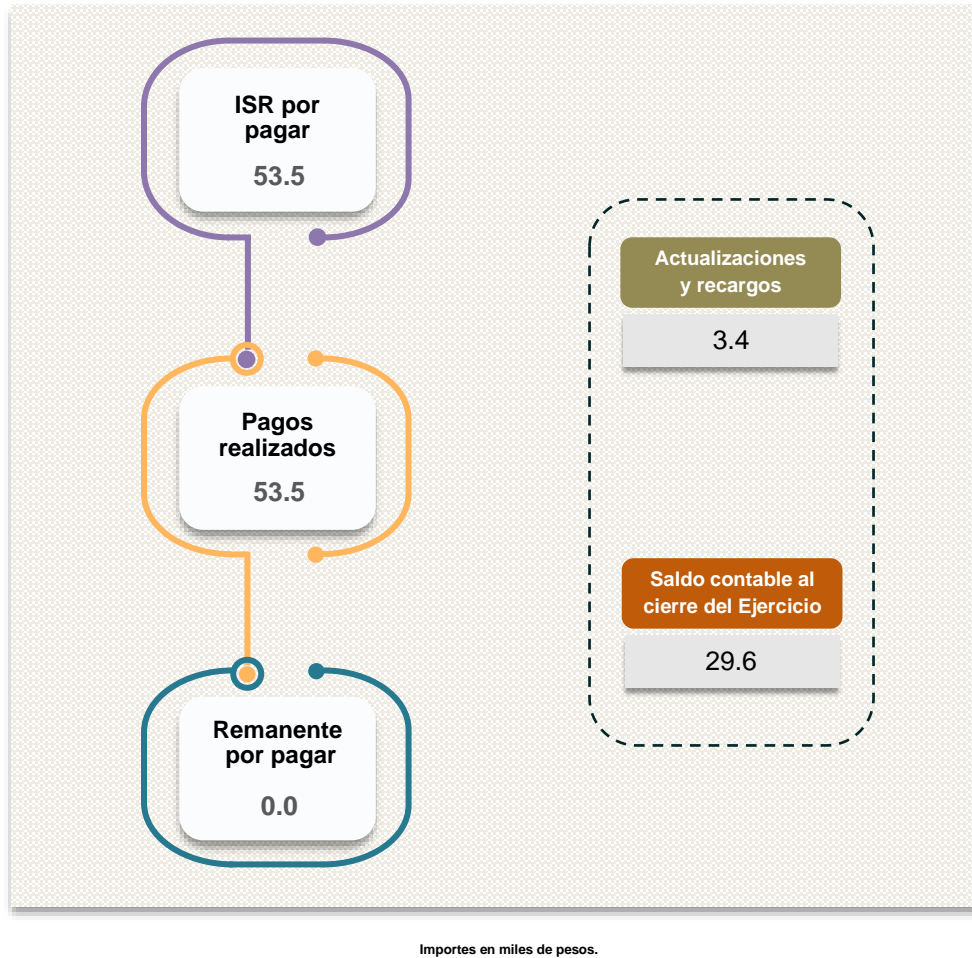 ISR por
pagar
53.5
Pagos
realizados
53.5
Remanente
por pagar
0.0
Actualizaciones
y recargos
3.4
Saldo contable al
cierre del Ejercicio
29.6
Importes en miles de pesos.